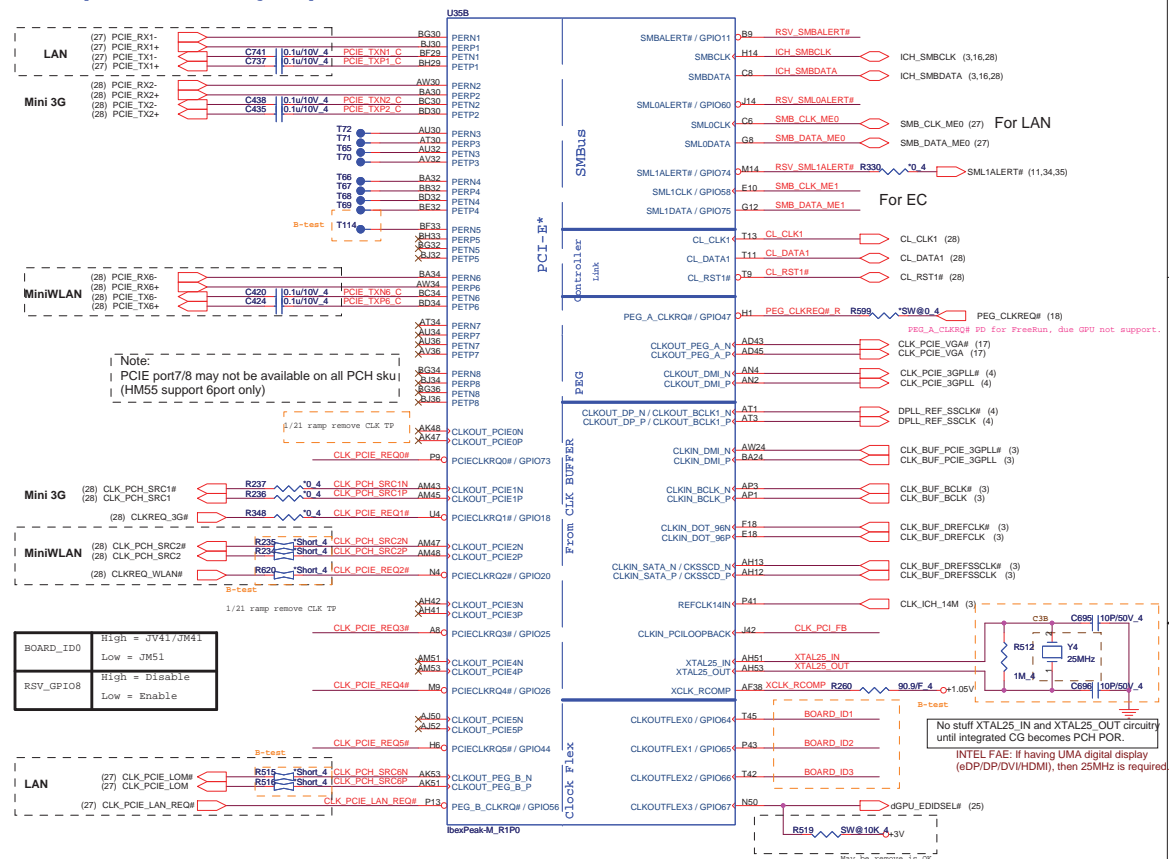 U35B
LAN
(27) PCIE_RX1- BG30 PERN1
(27) PCIE_RX1+ BJ30 PERP1
(27) PCIE_TX1- C741 0.1u/10V_4 PCIE_TXN1_C BF29 PETN1
(27) PCIE_TX1+ C737 0.1u/10V_4 PCIE_TXP1_C BH29 PETP1
Mini 3G
(28) PCIE_RX2- AW30 PERN2
(28) PCIE_RX2+ BA30 PERP2
(28) PCIE_TX2- C438 0.1u/10V_4 PCIE_TXN2_C BC30 PETN2
(28) PCIE_TX2+ C435 0.1u/10V_4 PCIE_TXP2_C BD30 PETP2
T72 AU30 PERN3
T71 AT30 PERP3
T65 AU32 PETN3
T70 AV32 PETP3
T66 BA32 PERN4
T67 BB32 PERP4
T68 BD32 PETN4
T69 BE32 PETP4
B-test T114 BF33 PERN5
BH33 PERP5
BG32 PETN5
BJ32 PETP5
MiniWLAN
(28) PCIE_RX6- BA34 PERN6
(28) PCIE_RX6+ AW34 PERP6
(28) PCIE_TX6- C420 0.1u/10V_4 PCIE_TXN6_C BC34 PETN6
(28) PCIE_TX6+ C424 0.1u/10V_4 PCIE_TXP6_C BD34 PETP6
AT34 PERN7
AU34 PERP7
AU36 PETN7
AV36 PETP7
Note:
PCIE port7/8 may not be available on all PCH sku
(HM55 support 6port only)
BG34 PERN8
BJ34 PERP8
BG36 PETN8
BJ36 PETP8
1/21 ramp remove CLK TP
AK48 CLKOUT_PCIE0N
AK47 CLKOUT_PCIE0P
CLK_PCIE_REQ0# P9 PCIECLKRQ0# / GPIO73
Mini 3G
(28) CLK_PCH_SRC1# R237 *0_4 CLK_PCH_SRC1N AM43 CLKOUT_PCIE1N
(28) CLK_PCH_SRC1 R236 *0_4 CLK_PCH_SRC1P AM45 CLKOUT_PCIE1P
(28) CLKREQ_3G# R348 *0_4 CLK_PCIE_REQ1# U4 PCIECLKRQ1# / GPIO18
MiniWLAN
(28) CLK_PCH_SRC2# R235 *Short_4 CLK_PCH_SRC2N AM47 CLKOUT_PCIE2N
(28) CLK_PCH_SRC2 R234 *Short_4 CLK_PCH_SRC2P AM48 CLKOUT_PCIE2P
(28) CLKREQ_WLAN# R620 *Short_4 CLK_PCIE_REQ2# N4 PCIECLKRQ2# / GPIO20
B-test
1/21 ramp remove CLK TP
AH42 CLKOUT_PCIE3N
AH41 CLKOUT_PCIE3P
CLK_PCIE_REQ3# A8 PCIECLKRQ3# / GPIO25
BOARD_ID0 High = JV41/JM41
Low = JM51
RSV_GPIO8 High = Disable
Low = Enable
AM51 CLKOUT_PCIE4N
AM53 CLKOUT_PCIE4P
CLK_PCIE_REQ4# M9 PCIECLKRQ4# / GPIO26
AJ50 CLKOUT_PCIE5N
AJ52 CLKOUT_PCIE5P
CLK_PCIE_REQ5# H6 PCIECLKRQ5# / GPIO44
B-test
LAN
(27) CLK_PCIE_LOM# R515 *Short_4 CLK_PCH_SRC6N AK53 CLKOUT_PEG_B_N
(27) CLK_PCIE_LOM R516 *Short_4 CLK_PCH_SRC6P AK51 CLKOUT_PEG_B_P
(27) CLK_PCIE_LAN_REQ# CLK_PCIE_LAN_REQ# P13 PEG_B_CLKRQ# / GPIO56
IbexPeak-M_R1P0
PCI-E*
SMBus
Controller
Link
PEG
From CLK BUFFER
Clock Flex
SMBALERT# / GPIO11 B9 RSV_SMBALERT#
SMBCLK H14 ICH_SMBCLK ICH_SMBCLK (3,16,28)
SMBDATA C8 ICH_SMBDATA ICH_SMBDATA (3,16,28)
SML0ALERT# / GPIO60 J14 RSV_SML0ALERT#
SML0CLK C6 SMB_CLK_ME0 SMB_CLK_ME0 (27) For LAN
SML0DATA G8 SMB_DATA_ME0 SMB_DATA_ME0 (27)
SML1ALERT# / GPIO74 M14 RSV_SML1ALERT# R330 *0_4 SML1ALERT# (11,34,35)
SML1CLK / GPIO58 E10 SMB_CLK_ME1
For EC
SML1DATA / GPIO75 G12 SMB_DATA_ME1
CL_CLK1 T13 CL_CLK1 CL_CLK1 (28)
CL_DATA1 T11 CL_DATA1 CL_DATA1 (28)
CL_RST1# T9 CL_RST1# CL_RST1# (28)
PEG_A_CLKRQ# / GPIO47 H1 PEG_CLKREQ#_R R599 *SW@0_4 PEG_CLKREQ# (18)
PEG_A_CLKRQ# PD for FreeRun, due GPU not support.
CLKOUT_PEG_A_N AD43 CLK_PCIE_VGA# (17)
CLKOUT_PEG_A_P AD45 CLK_PCIE_VGA (17)
CLKOUT_DMI_N AN4 CLK_PCIE_3GPLL# (4)
CLKOUT_DMI_P AN2 CLK_PCIE_3GPLL (4)
CLKOUT_DP_N / CLKOUT_BCLK1_N AT1 DPLL_REF_SSCLK# (4)
CLKOUT_DP_P / CLKOUT_BCLK1_P AT3 DPLL_REF_SSCLK (4)
CLKIN_DMI_N AW24 CLK_BUF_PCIE_3GPLL# (3)
CLKIN_DMI_P BA24 CLK_BUF_PCIE_3GPLL (3)
CLKIN_BCLK_N AP3 CLK_BUF_BCLK# (3)
CLKIN_BCLK_P AP1 CLK_BUF_BCLK (3)
CLKIN_DOT_96N F18 CLK_BUF_DREFCLK# (3)
CLKIN_DOT_96P E18 CLK_BUF_DREFCLK (3)
CLKIN_SATA_N / CKSSCD_N AH13 CLK_BUF_DREFSSCLK# (3)
CLKIN_SATA_P / CKSSCD_P AH12 CLK_BUF_DREFSSCLK (3)
REFCLK14IN P41 CLK_ICH_14M (3)
CLKIN_PCILOOPBACK J42 CLK_PCI_FB
XTAL25_IN AH51 XTAL25_IN
XTAL25_OUT AH53 XTAL25_OUT
XCLK_RCOMP AF38 XCLK_RCOMP R260 90.9/F_4 +1.05V
B-test
C3B C695 10P/50V_4
R512 1M_4 2 Y4 25MHz 1
C696 10P/50V_4
B-test
No stuff XTAL25_IN and XTAL25_OUT circuitry
until integrated CG becomes PCH POR.
INTEL FAE: If having UMA digital display
(eDP/DP/DVI/HDMI), then 25MHz is required.
CLKOUTFLEX0 / GPIO64 T45 BOARD_ID1
CLKOUTFLEX1 / GPIO65 P43 BOARD_ID2
CLKOUTFLEX2 / GPIO66 T42 BOARD_ID3
CLKOUTFLEX3 / GPIO67 N50 dGPU_EDIDSEL# (25)
R519 SW@10K_4 +3V
May be remove is OK